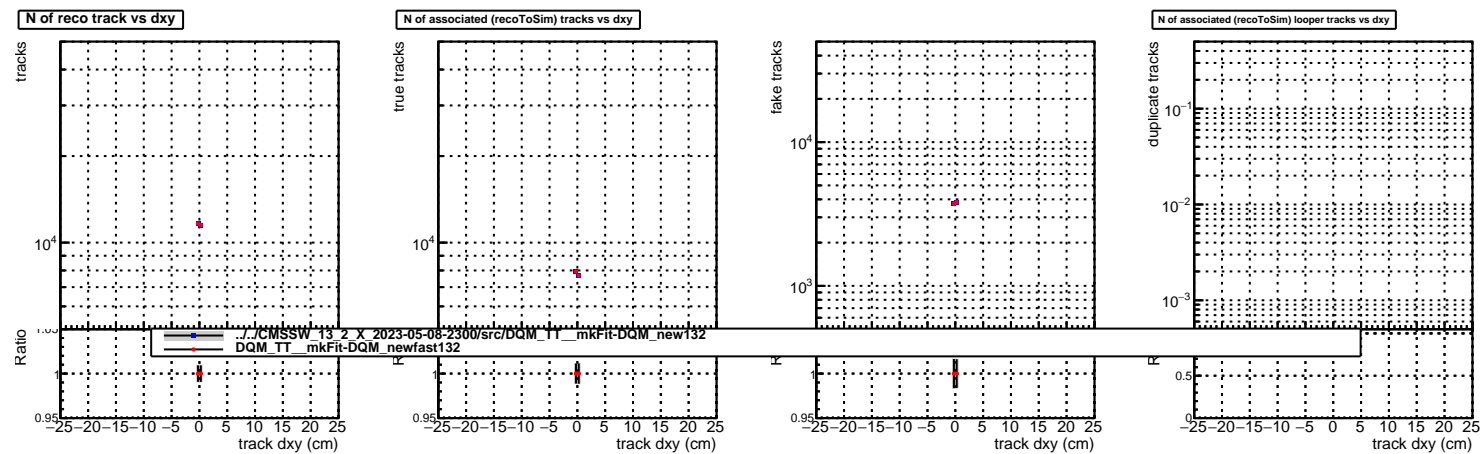 N of reco track vs dxy
tracks
10^4
Ratio
1.05
1
0.95
−25 −20 −15 −10 −5 0 5 10 15 20 25
track dxy (cm)
N of associated (recoToSim) tracks vs dxy
true tracks
10^4
1
0.95
−25 −20 −15 −10 −5 0 5 10 15 20 25
track dxy (cm)
fake tracks
10^4
10^3
1
0.95
−25 −20 −15 −10 −5 0 5 10 15 20 25
track dxy (cm)
N of associated (recoToSim) looper tracks vs dxy
duplicate tracks
10^−1
10^−2
10^−3
0.5
0
−25 −20 −15 −10 −5 0 5 10 15 20 25
track dxy (cm)
../../CMSSW_13_2_X_2023-05-08-2300/src/DQM_TT__mkFit-DQM_new132
DQM_TT__mkFit-DQM_newfast132